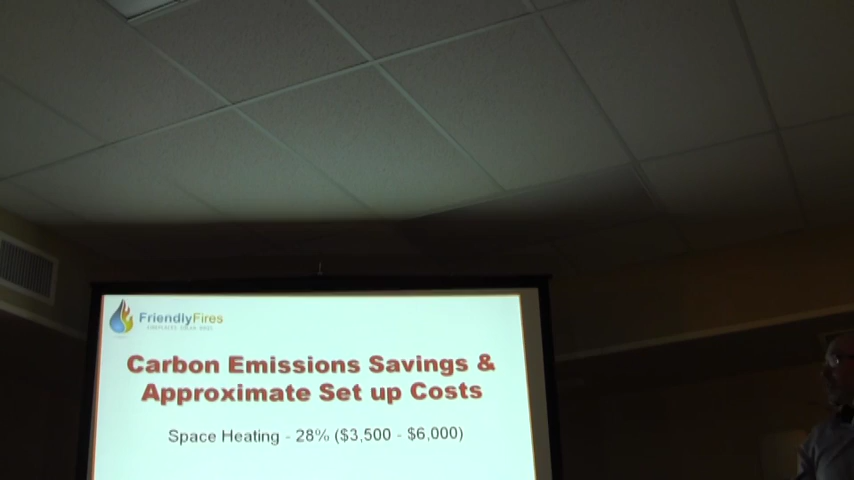 FriendlyFires
Carbon Emissions Savings &
Approximate Set up Costs
Space Heating - 28% ($3,500 - $6,000)